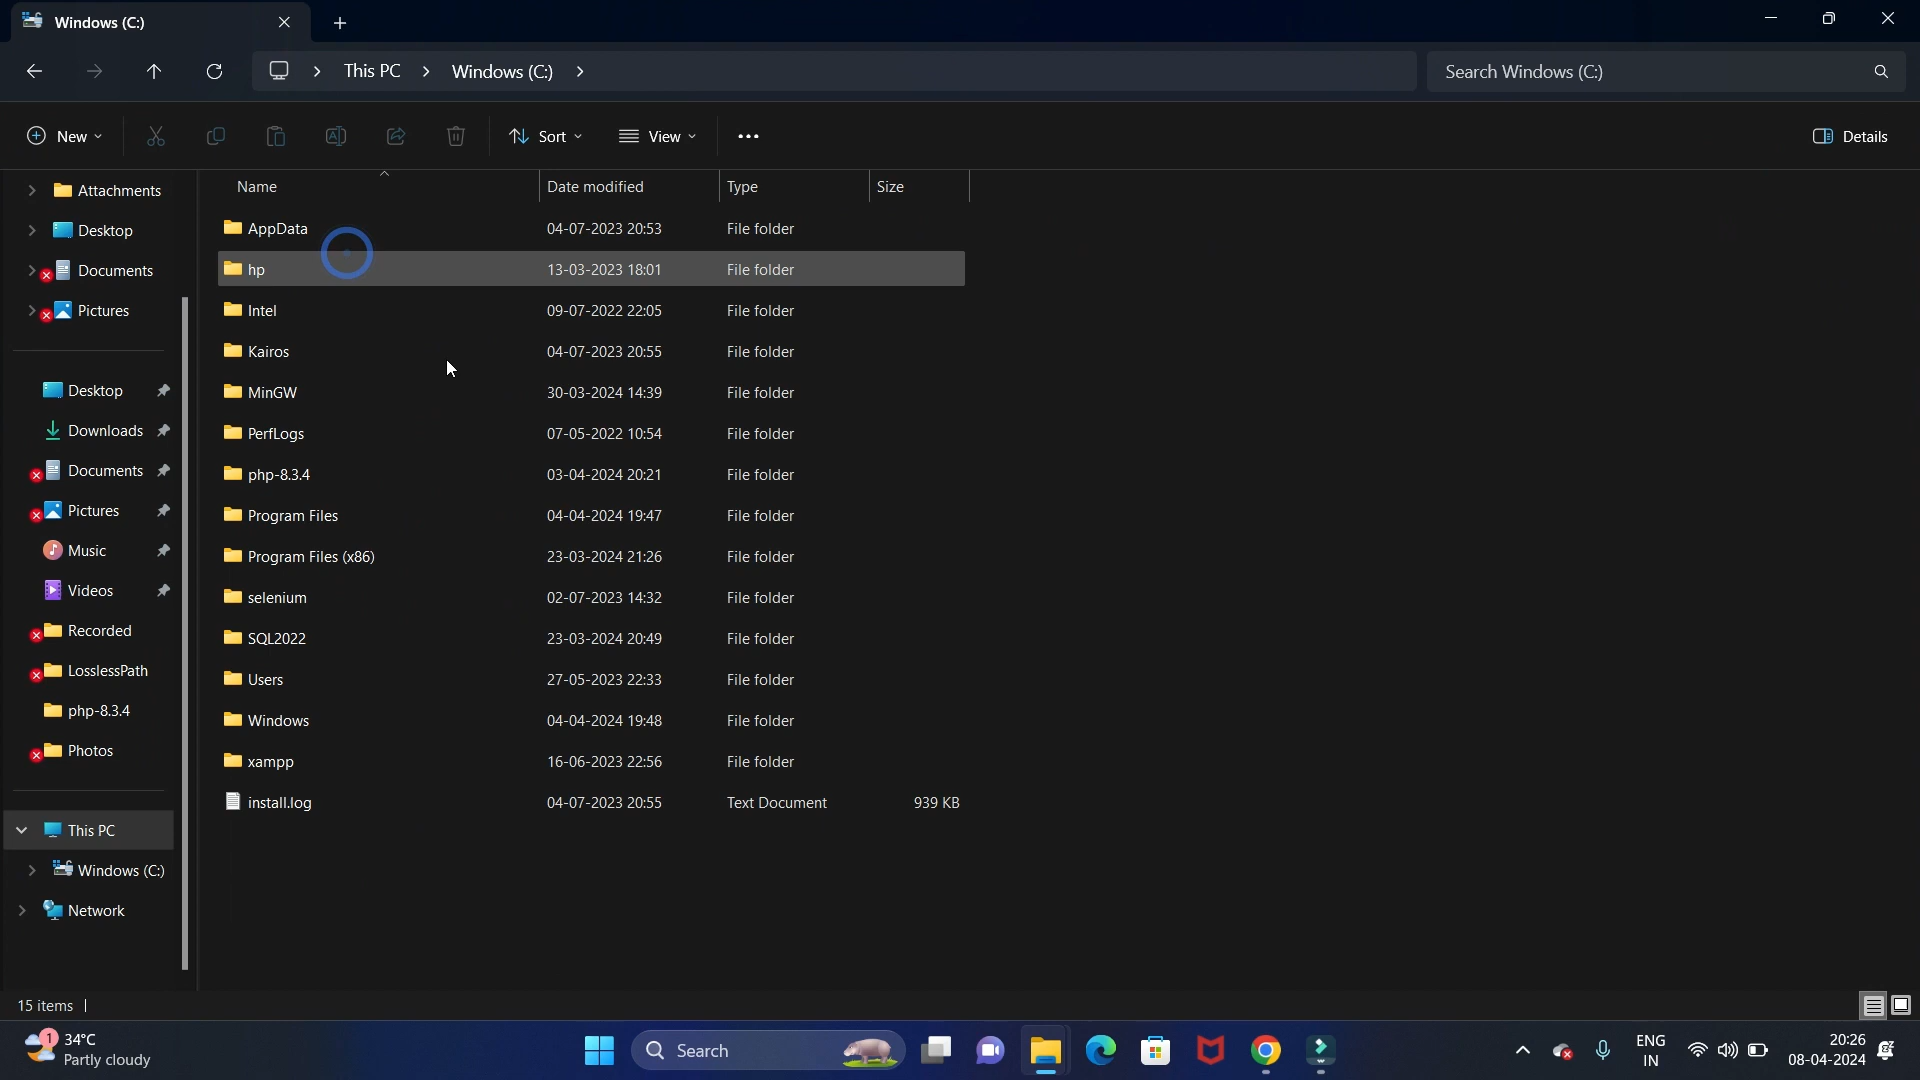 Windows (C:)
This PC > Windows (C:) >
Search Windows (C:)
New
Sort
View
Details
Name
Date modified
Type
Size
Attachments
Desktop
Documents
Pictures
Desktop
Downloads
Documents
Pictures
Music
Videos
Recorded
LosslessPath
php-8.3.4
Photos
This PC
Windows (C:)
Network
AppData 04-07-2023 20:53 File folder
hp 13-03-2023 18:01 File folder
Intel 09-07-2022 22:05 File folder
Kairos 04-07-2023 20:55 File folder
MinGW 30-03-2024 14:39 File folder
PerfLogs 07-05-2022 10:54 File folder
php-8.3.4 03-04-2024 20:21 File folder
Program Files 04-04-2024 19:47 File folder
Program Files (x86) 23-03-2024 21:26 File folder
selenium 02-07-2023 14:32 File folder
SQL2022 23-03-2024 20:49 File folder
Users 27-05-2023 22:33 File folder
Windows 04-04-2024 19:48 File folder
xampp 16-06-2023 22:56 File folder
install.log 04-07-2023 20:55 Text Document 939 KB
15 items
1
34°C
Partly cloudy
Search
ENG
IN
20:26
08-04-2024